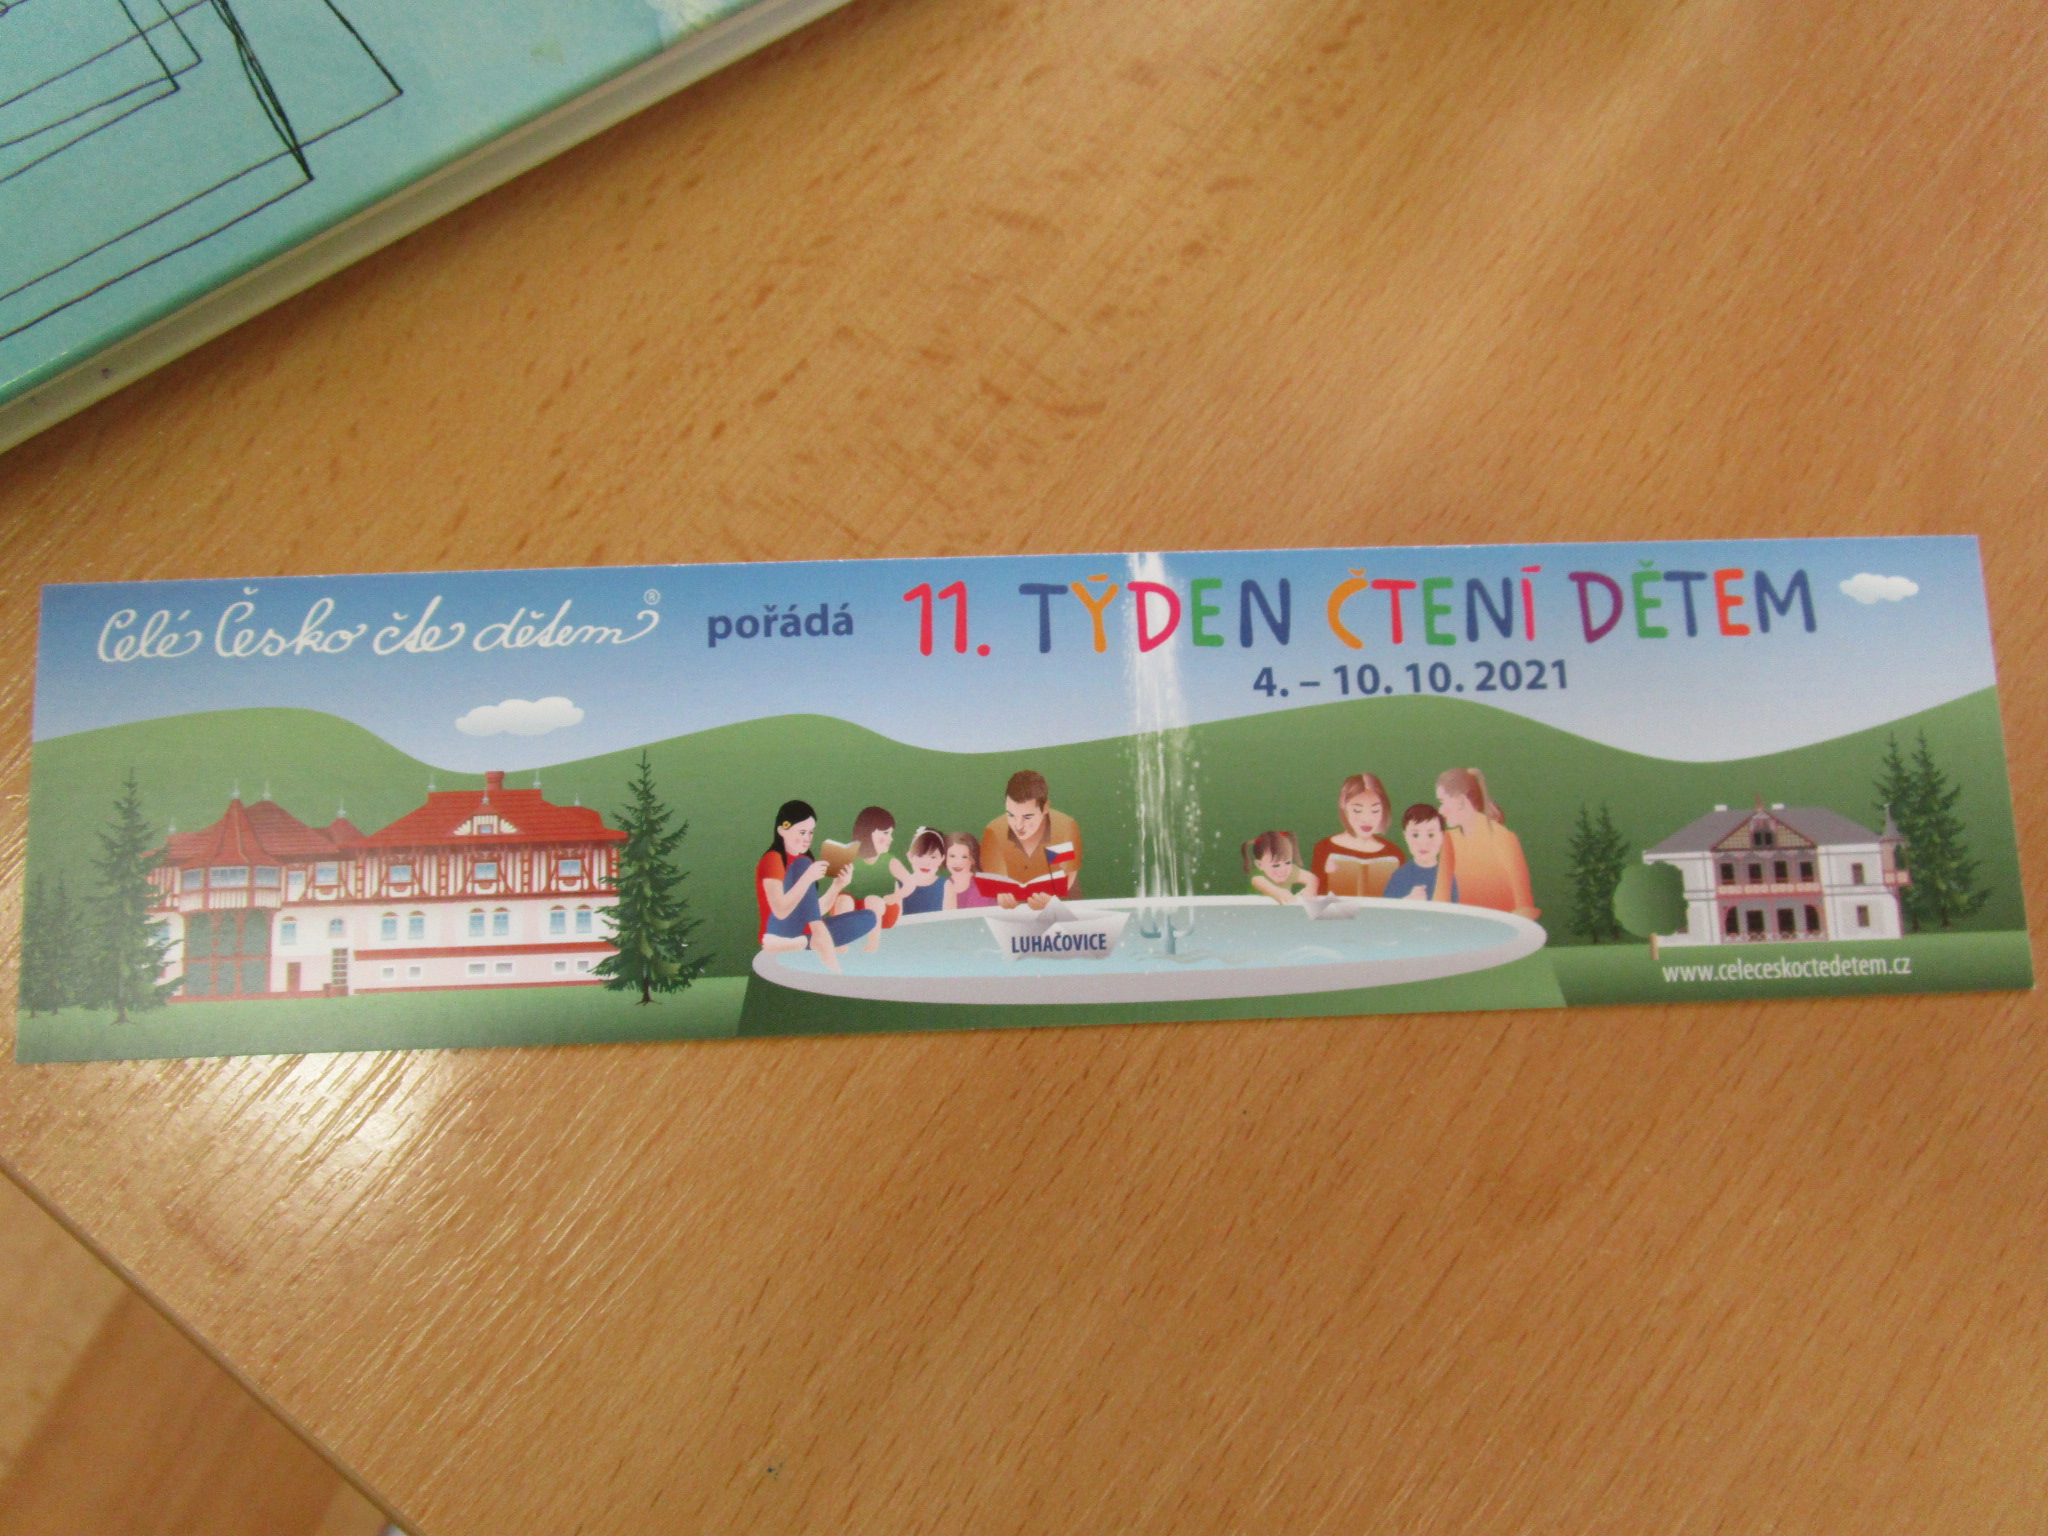 Celé Česko čte dětem®
pořádá
11. TÝDEN ČTENÍ DĚTEM
4. – 10. 10. 2021
LUHAČOVICE
www.celeceskoctedetem.cz